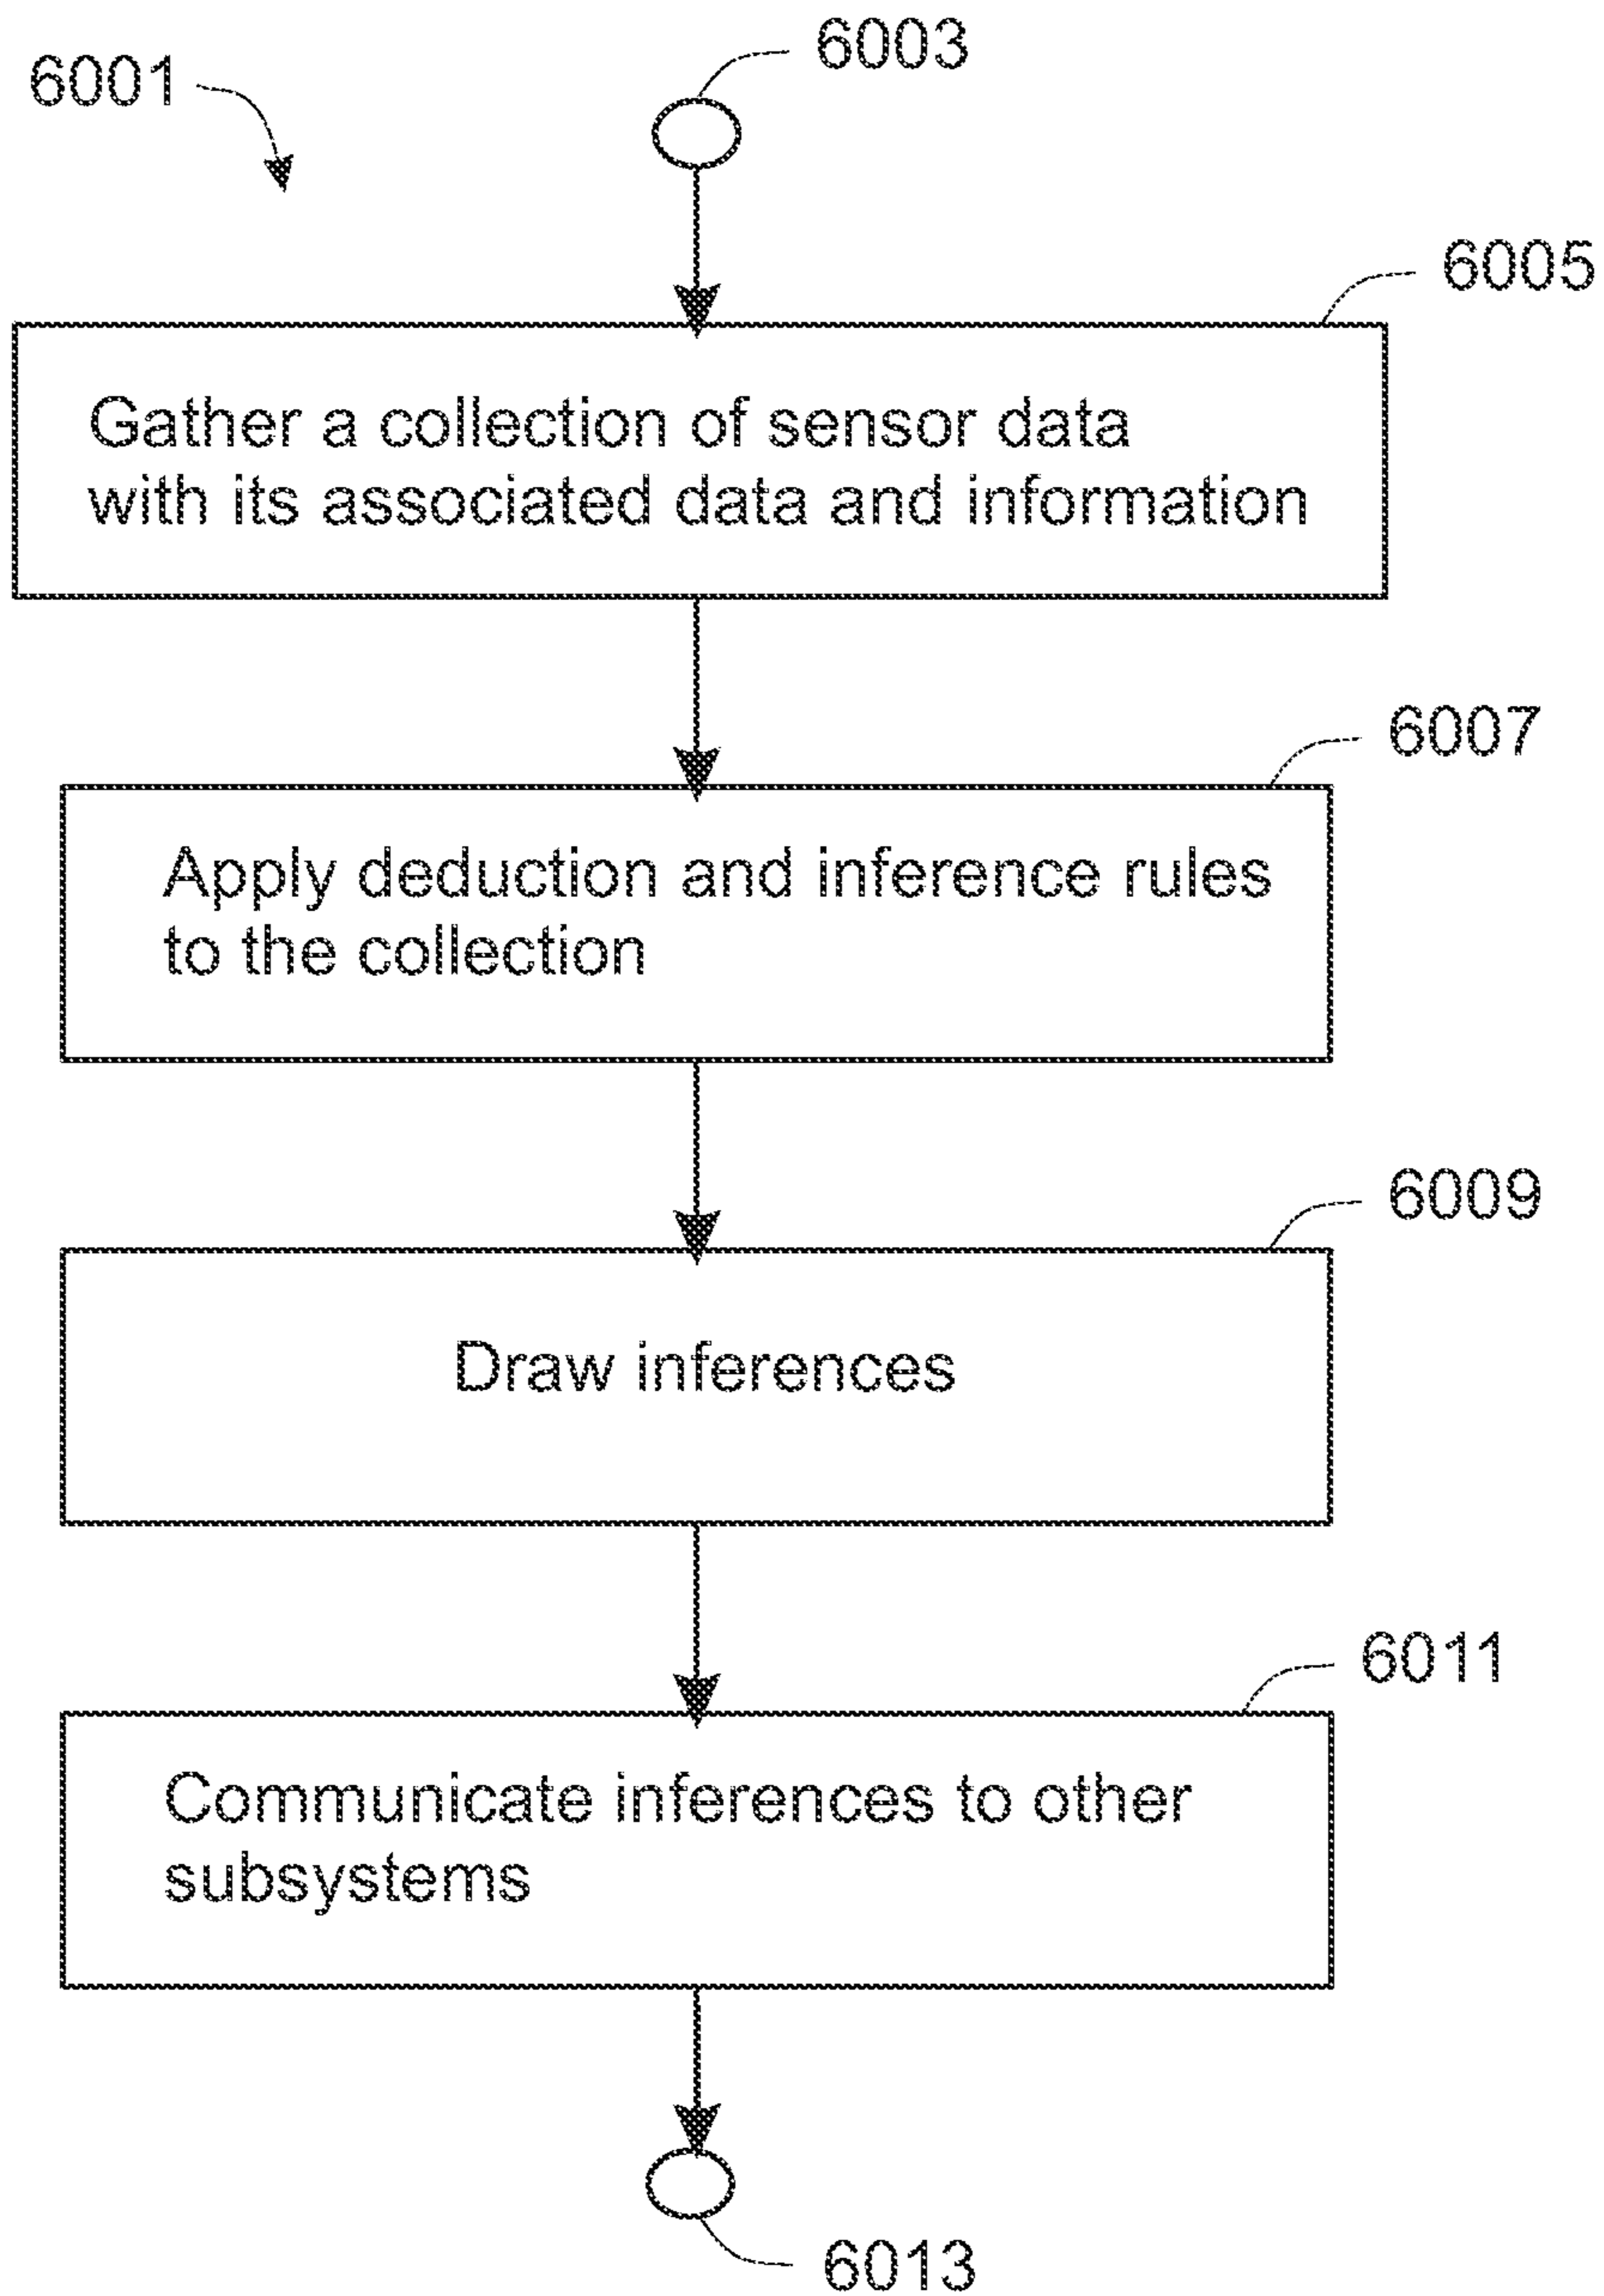 6003
6001
6005
Gather a collection of sensor data
with its associated data and information
6007
Apply deduction and inference rules
to the collection
6009
Draw inferences
6011
Communicate inferences to other
subsystems
6013